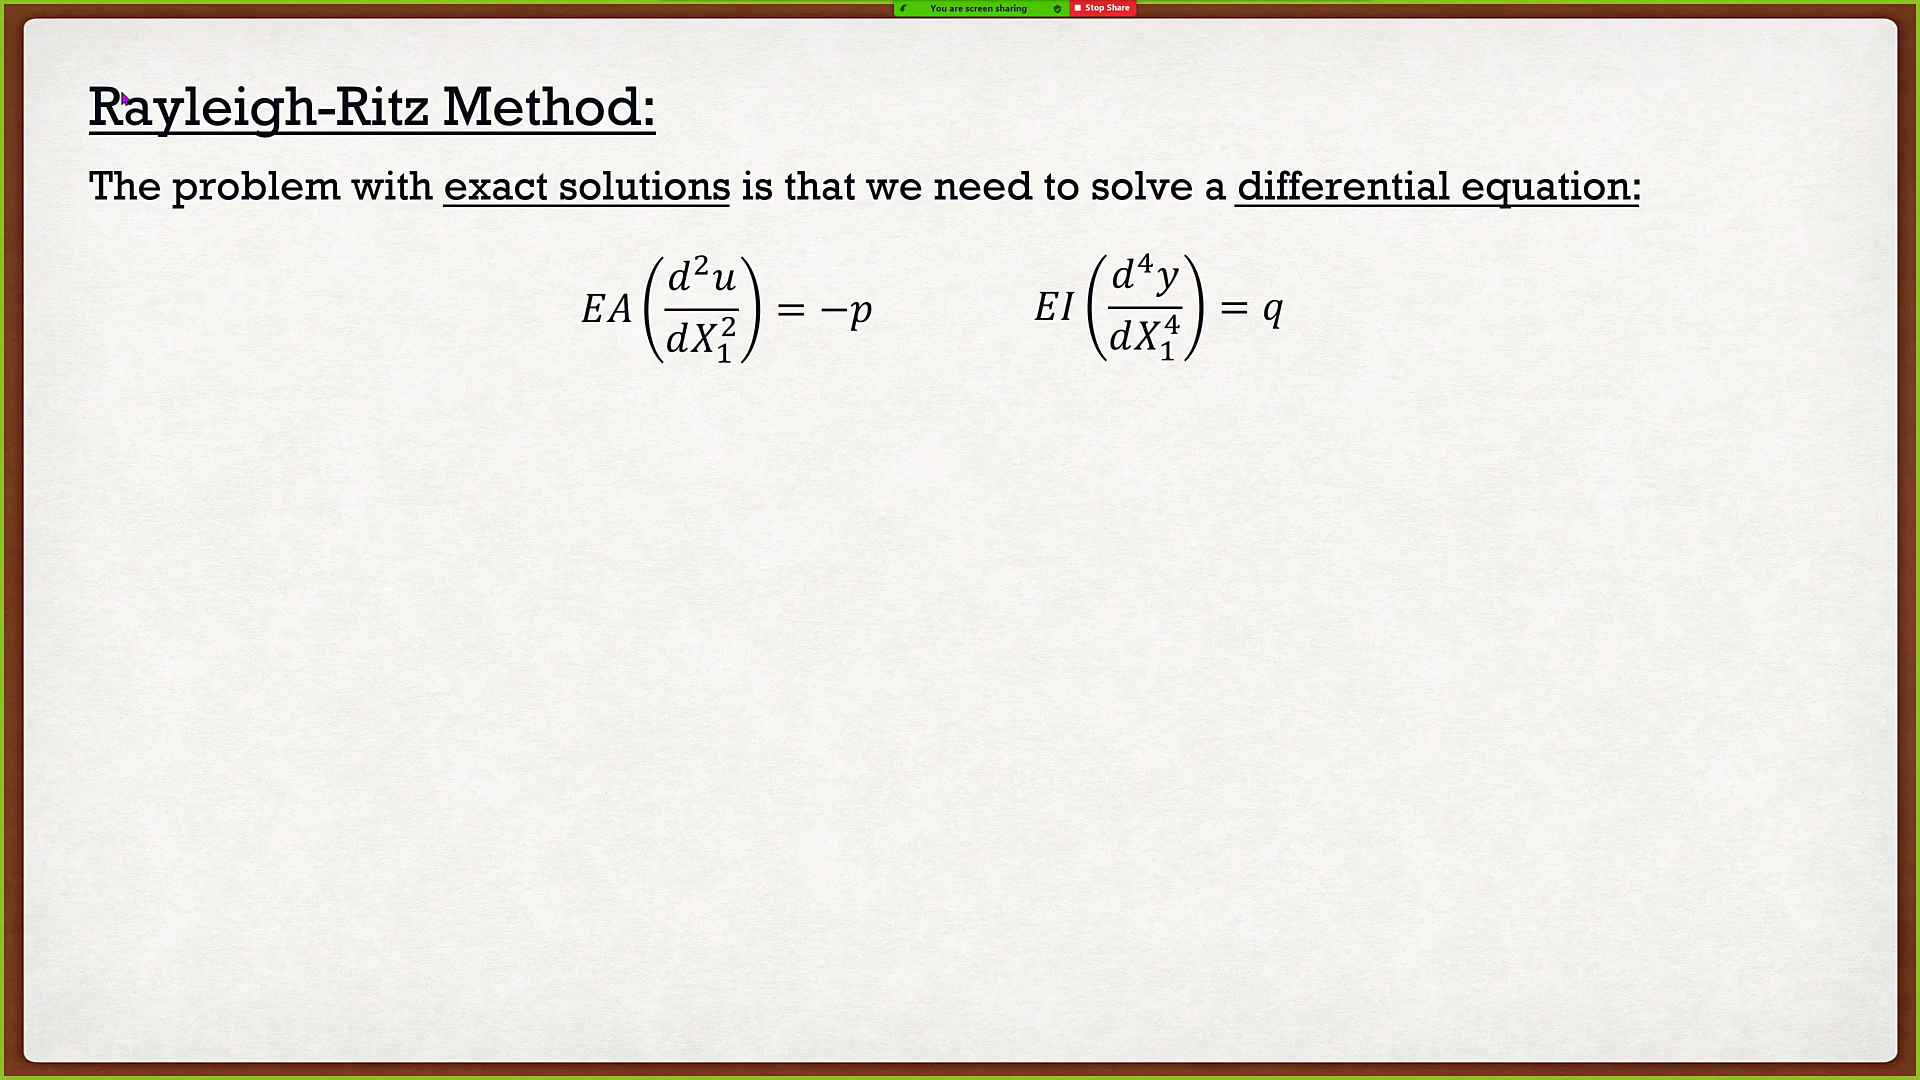 You are screen sharing Stop Share
Rayleigh-Ritz Method:
The problem with exact solutions is that we need to solve a differential equation:
EA(d²u/dX₁²) = −p EI(d⁴y/dX₁⁴) = q